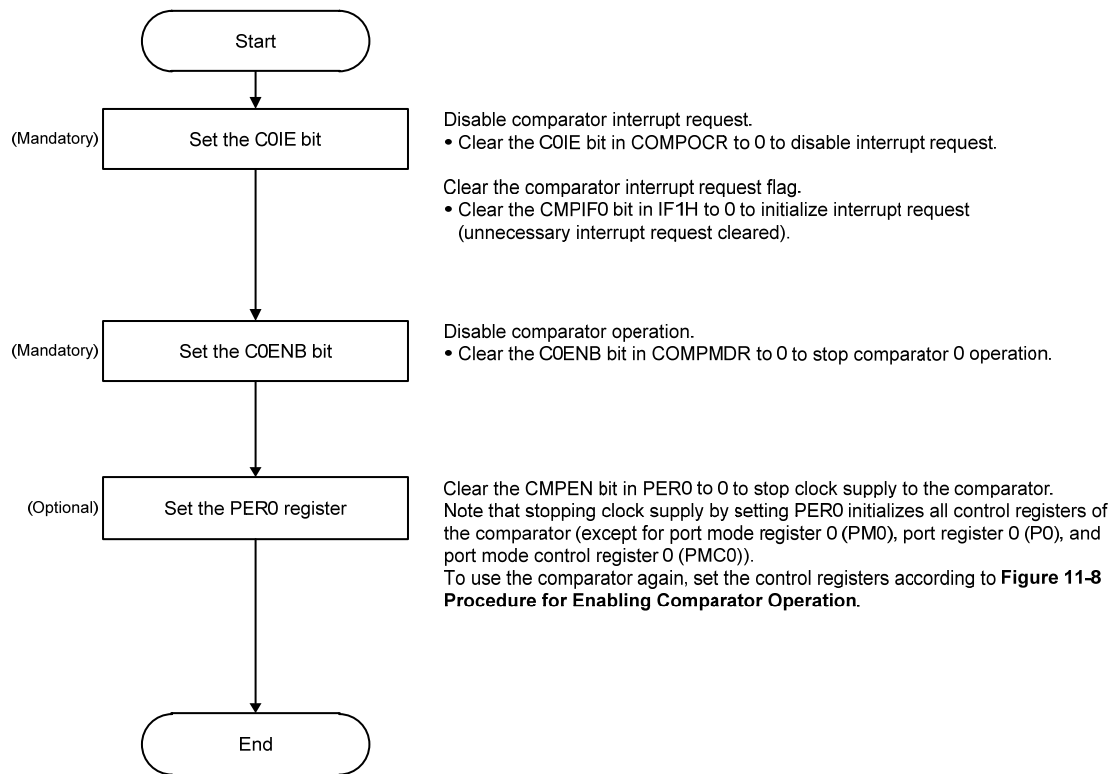 Start
(Mandatory)
Set the C0IE bit
Disable comparator interrupt request.
• Clear the C0IE bit in COMPOCR to 0 to disable interrupt request.
Clear the comparator interrupt request flag.
• Clear the CMPIF0 bit in IF1H to 0 to initialize interrupt request
(unnecessary interrupt request cleared).
(Mandatory)
Set the C0ENB bit
Disable comparator operation.
• Clear the C0ENB bit in COMPMDR to 0 to stop comparator 0 operation.
(Optional)
Set the PER0 register
Clear the CMPEN bit in PER0 to 0 to stop clock supply to the comparator.
Note that stopping clock supply by setting PER0 initializes all control registers of
the comparator (except for port mode register 0 (PM0), port register 0 (P0), and
port mode control register 0 (PMC0)).
To use the comparator again, set the control registers according to Figure 11-8
Procedure for Enabling Comparator Operation.
End